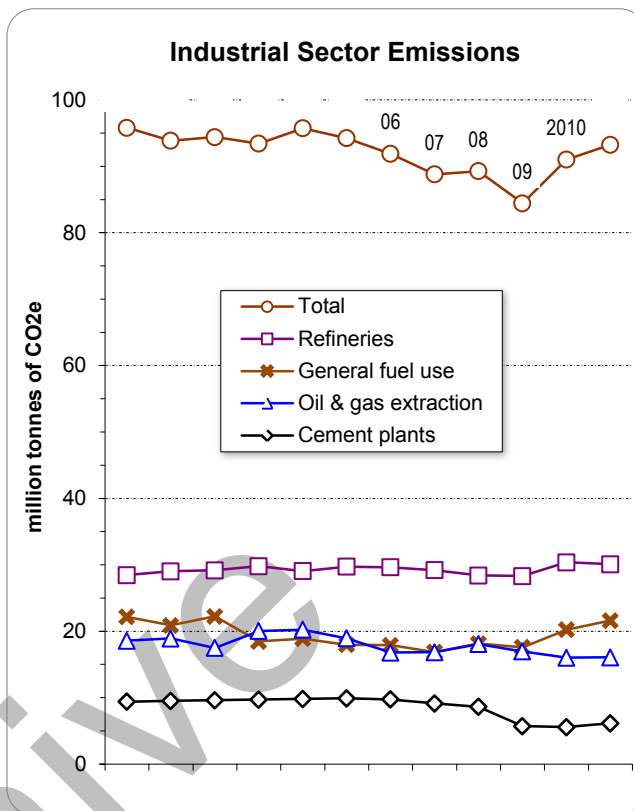 Industrial Sector Emissions
million tonnes of CO2e
100
80
60
40
20
0
06
07
08
09
2010
Total
Refineries
General fuel use
Oil & gas extraction
Cement plants